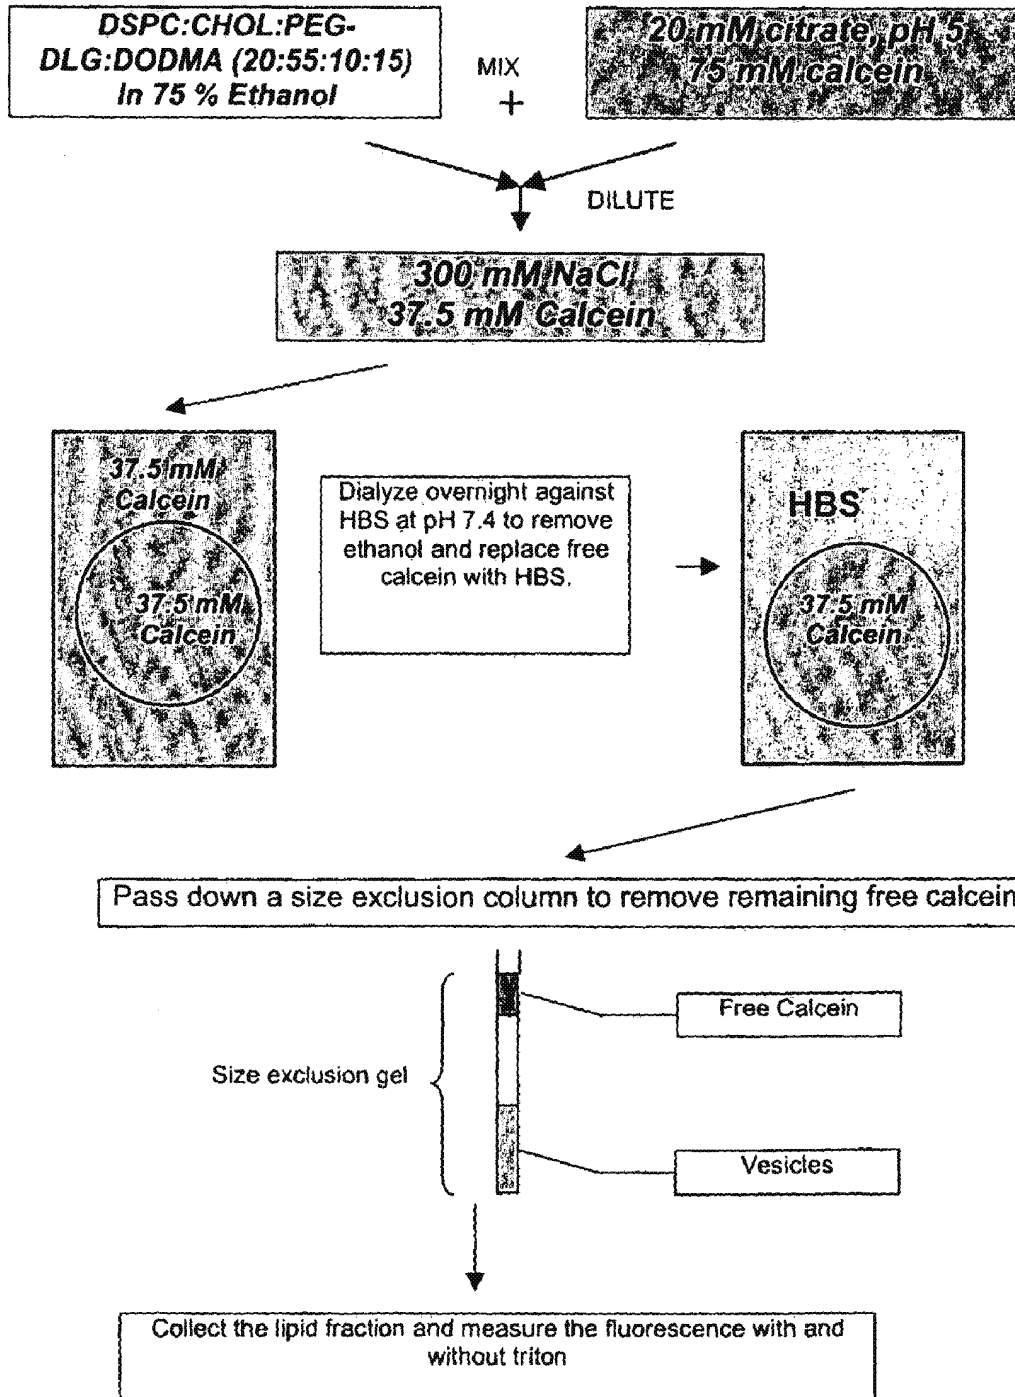 DSPC:CHOL:PEG-
DLG:DODMA (20:55:10:15)
In 75 % Ethanol
MIX
+
20 mM citrate, pH 5
75 mM calcein
DILUTE
300 mM NaCl/
37.5 mM Calcein
37.5 mM
Calcein
37.5 mM
Calcein
Dialyze overnight against
HBS at pH 7.4 to remove
ethanol and replace free
calcein with HBS.
HBS
37.5 mM
Calcein
Pass down a size exclusion column to remove remaining free calcein
Free Calcein
Size exclusion gel
Vesicles
Collect the lipid fraction and measure the fluorescence with and
without triton